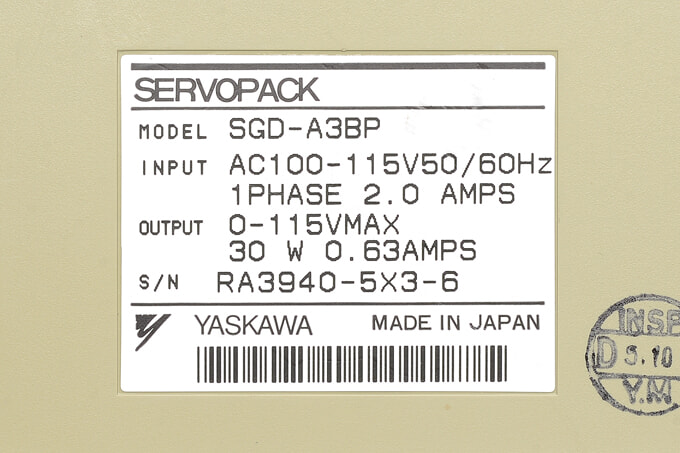 SERVOPACK
MODEL SGD-A3BP
INPUT AC100-115V50/60Hz
1PHASE 2.0 AMPS
OUTPUT 0-115VMAX
30 W 0.63AMPS
S/N RA3940-5X3-6
YASKAWA MADE IN JAPAN
INSP
D 5.10
Y.M